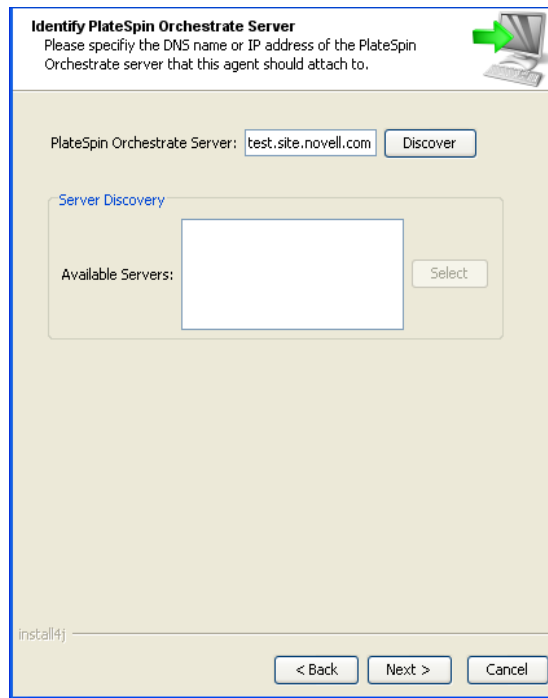 Identify PlateSpin Orchestrate Server
Please specifiy the DNS name or IP address of the PlateSpin
Orchestrate server that this agent should attach to.
PlateSpin Orchestrate Server: test.site.novell.com Discover
Server Discovery
Available Servers: Select
install4j
< Back Next > Cancel